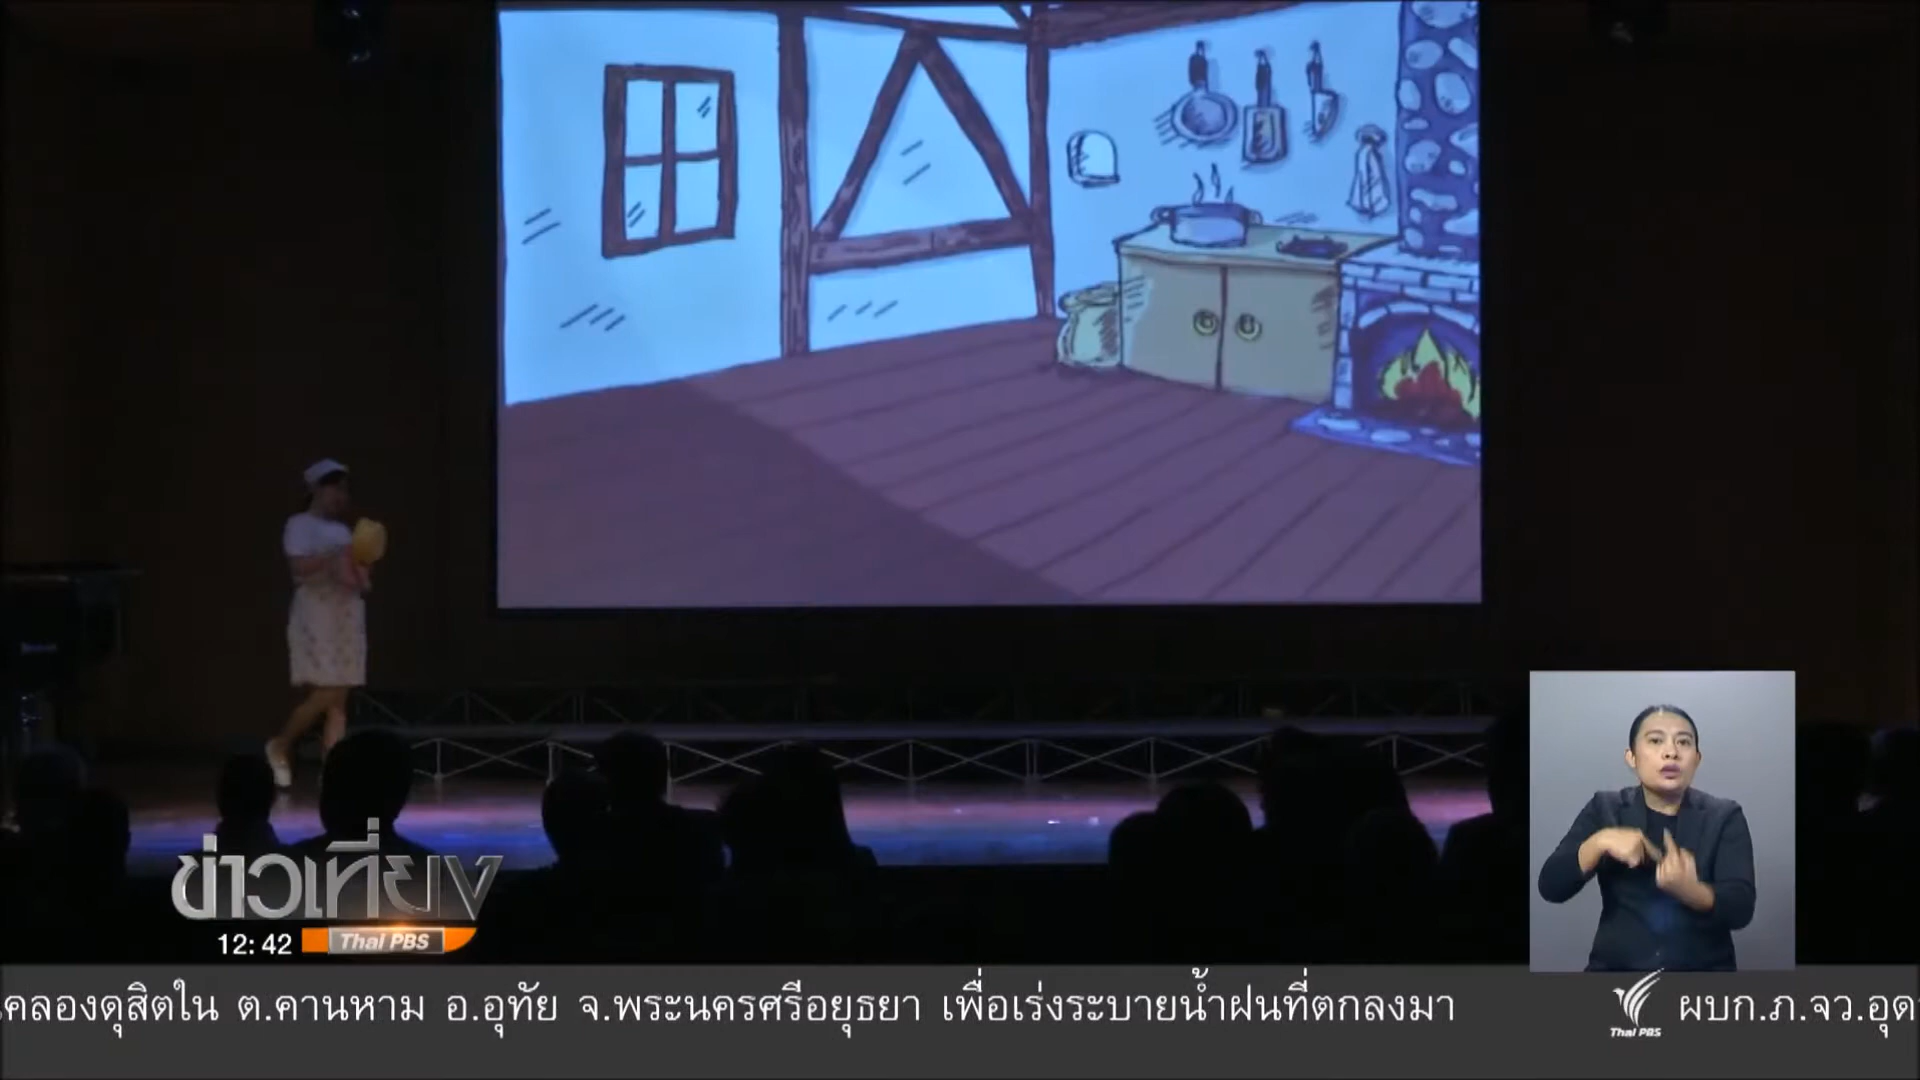 ข่าวเที่ยง
12:42 Thai PBS
คลองดุสิตใน ต.คานหาม อ.อุทัย จ.พระนครศรีอยุธยา เพื่อเร่งระบายน้ำฝนที่ตกลงมา Thai PBS ผบก.ภ.จว.อุด